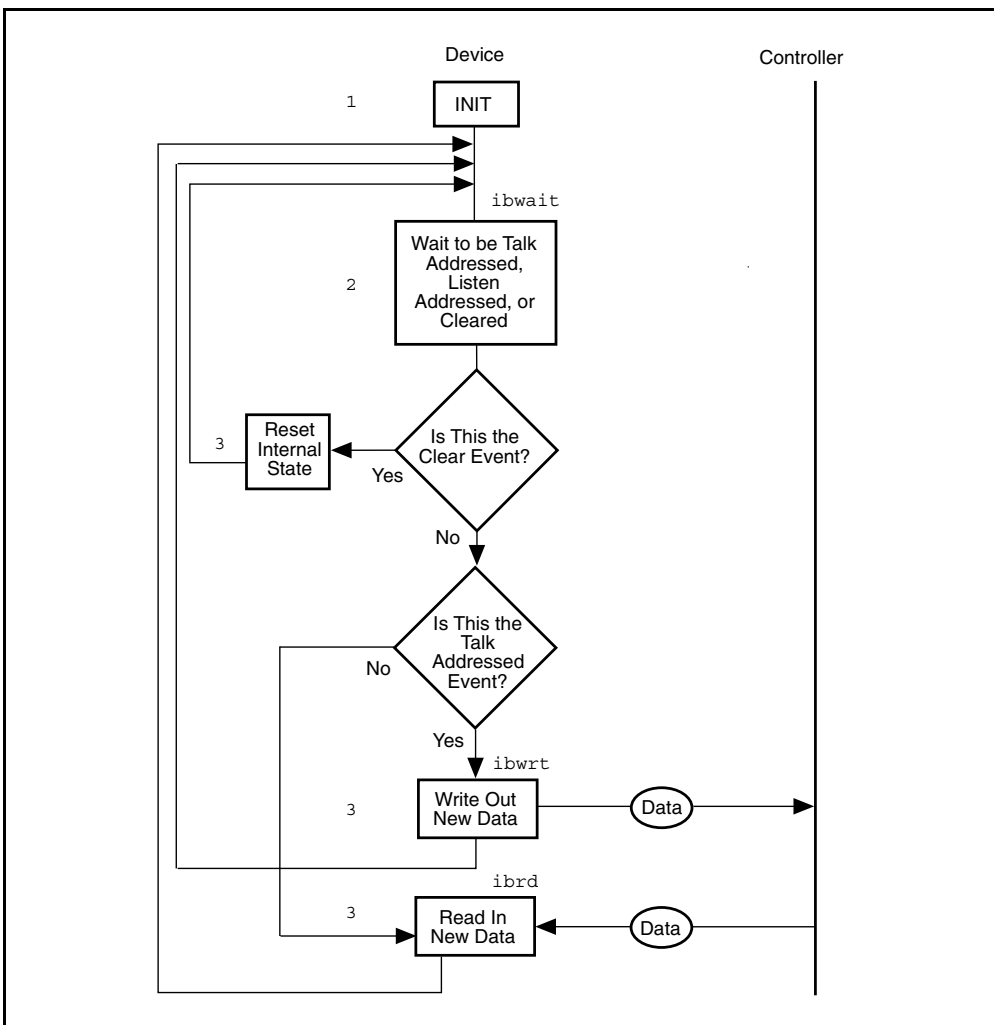 Device
Controller
1
INIT
ibwait
2
Wait to be Talk
Addressed,
Listen
Addressed, or
Cleared
3
Reset
Internal
State
Is This the
Clear Event?
Yes
No
Is This the
Talk
Addressed
Event?
No
Yes
ibwrt
3
Write Out
New Data
Data
ibrd
3
Read In
New Data
Data